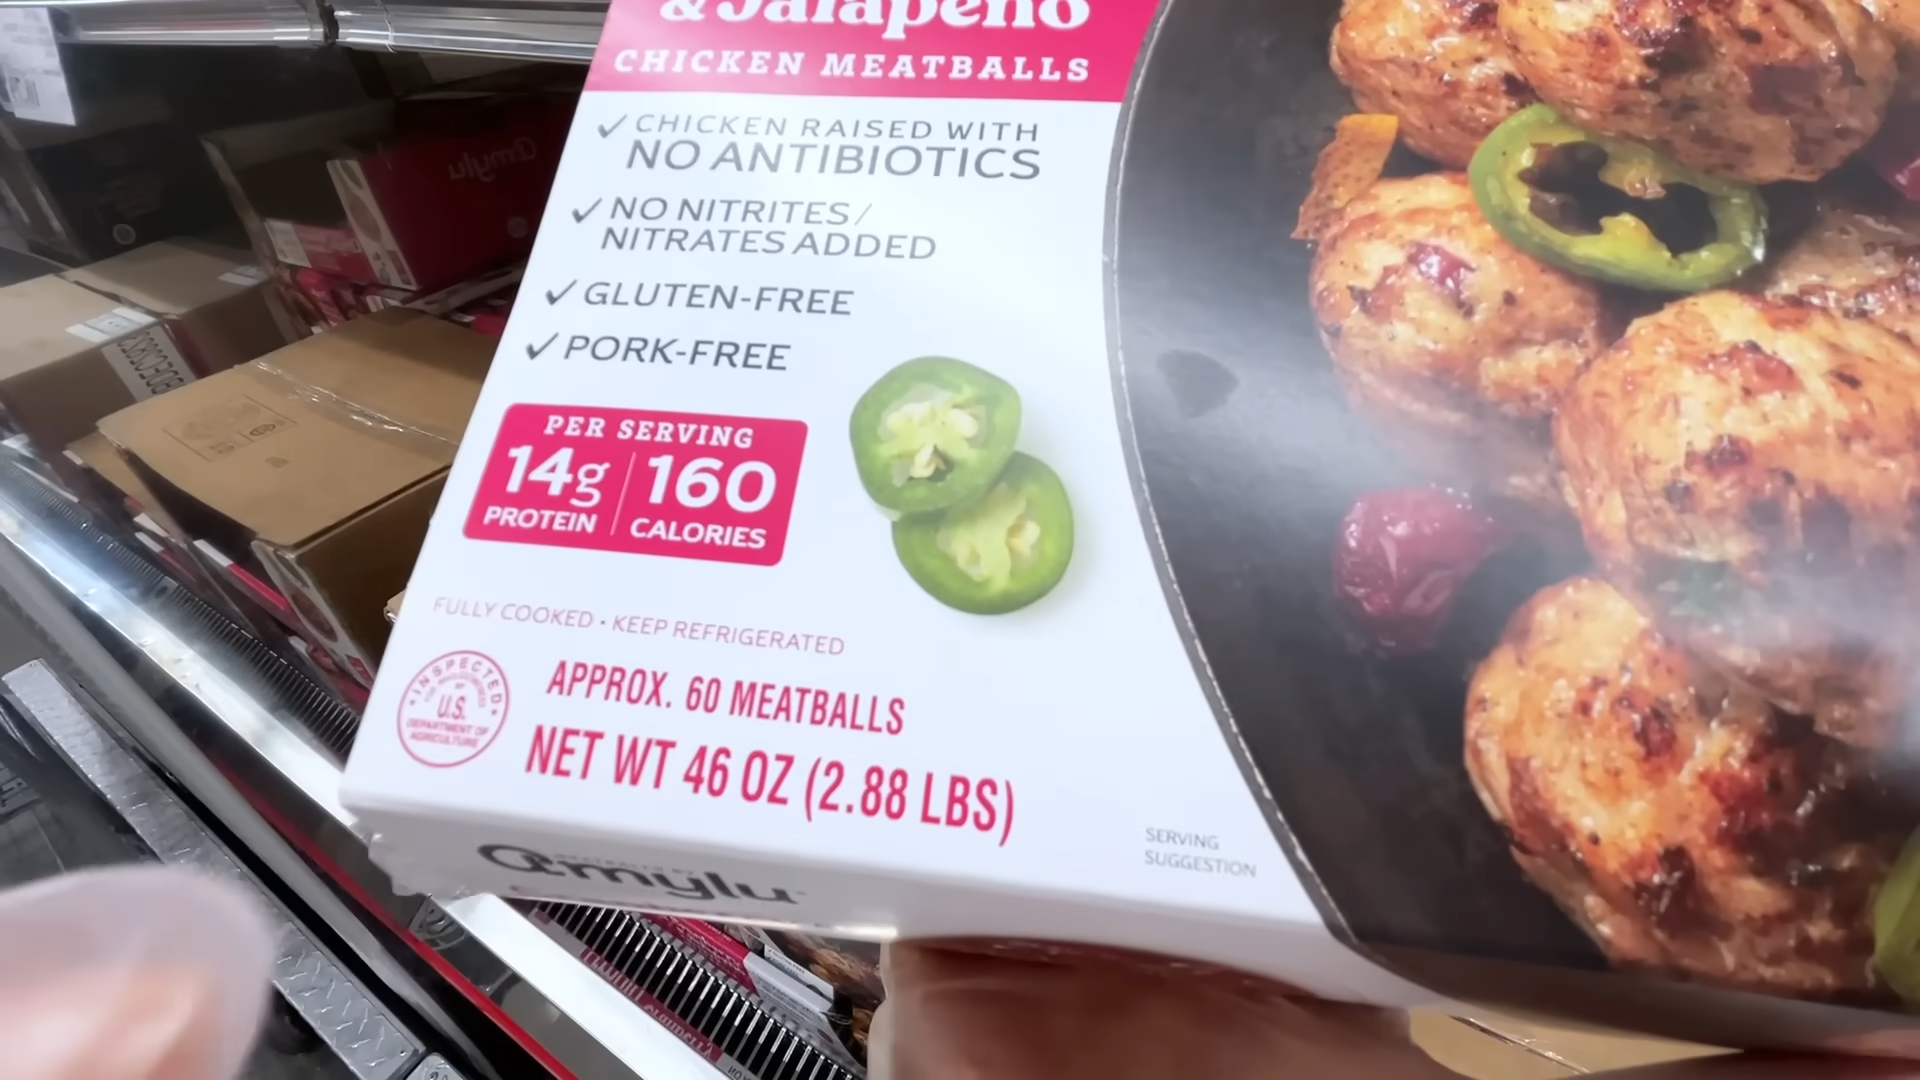 & Jalapeño
CHICKEN MEATBALLS
CHICKEN RAISED WITH
NO ANTIBIOTICS
NO NITRITES/
NITRATES ADDED
GLUTEN-FREE
PORK-FREE
PER SERVING
14g
PROTEIN
160
CALORIES
FULLY COOKED • KEEP REFRIGERATED
INSPECTED
U.S.
DEPARTMENT OF
AGRICULTURE
APPROX. 60 MEATBALLS
NET WT 46 OZ (2.88 LBS)
SERVING
SUGGESTION
amylu
amylu